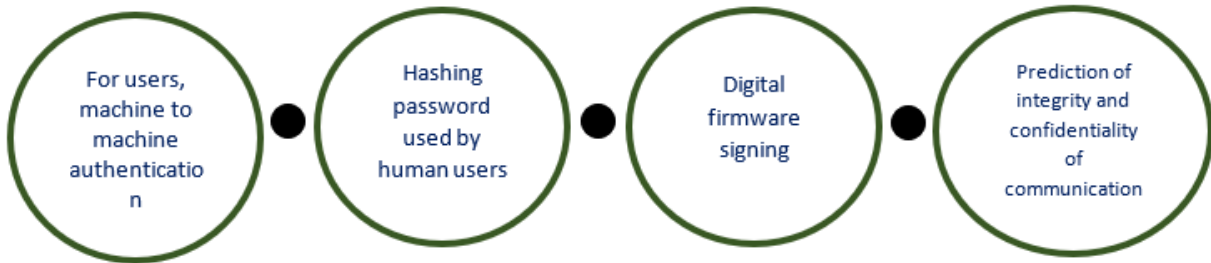 For users,
machine to
machine
authenticatio
n
Hashing
password
used by
human users
Digital
firmware
signing
Prediction of
integrity and
confidentiality
of
communication